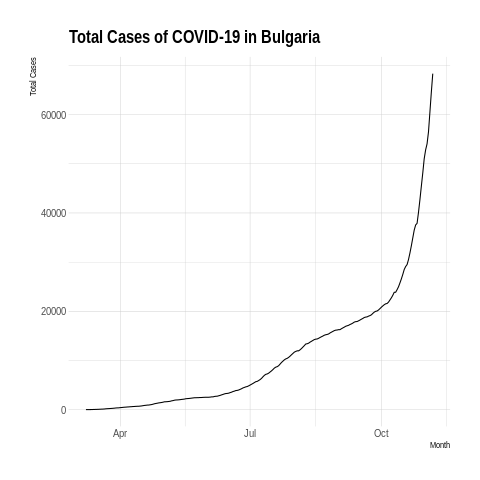 Total Cases of COVID-19 in Bulgaria
Total Cases
60000
40000
20000
0
Apr Jul Oct
Month